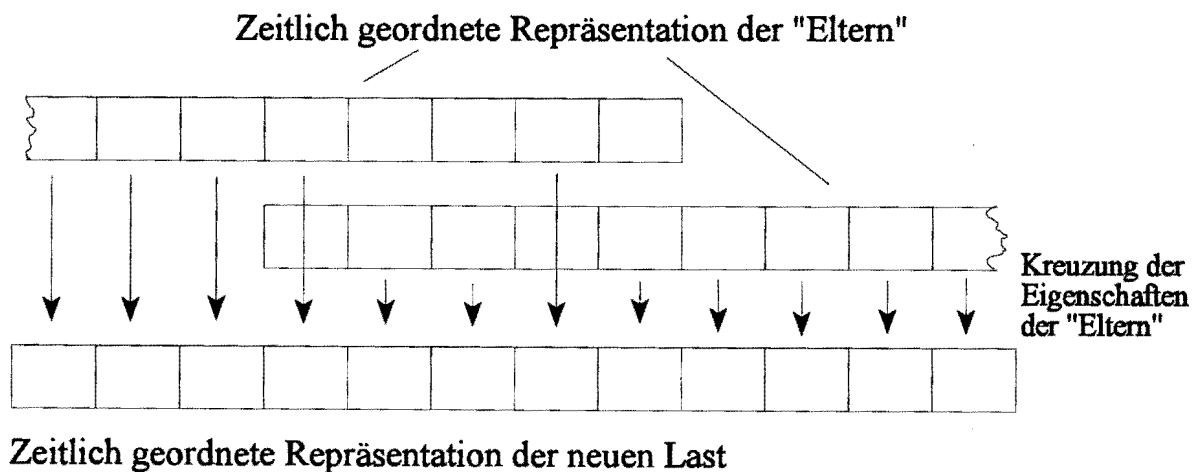 Zeitlich geordnete Repräsentation der "Eltern"
Kreuzung der
Eigenschaften
der "Eltern"
Zeitlich geordnete Repräsentation der neuen Last